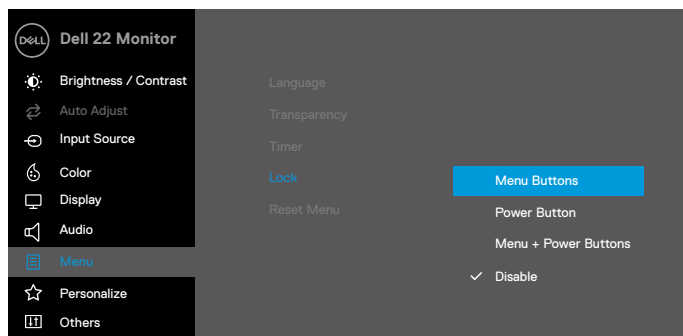 DELL
Dell 22 Monitor
Brightness / Contrast
Auto Adjust
Input Source
Color
Display
Audio
Menu
Personalize
Others
Language
Transparency
Timer
Lock
Reset Menu
Menu Buttons
Power Button
Menu + Power Buttons
Disable